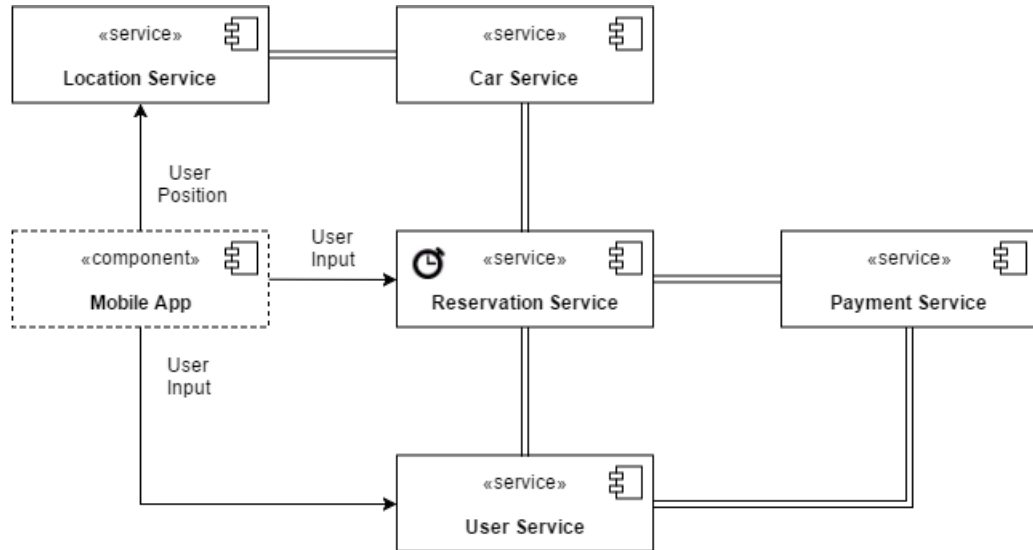 «service»
Location Service
«service»
Car Service
User
Position
«component»
Mobile App
User
Input
«service»
Reservation Service
«service»
Payment Service
User
Input
«service»
User Service